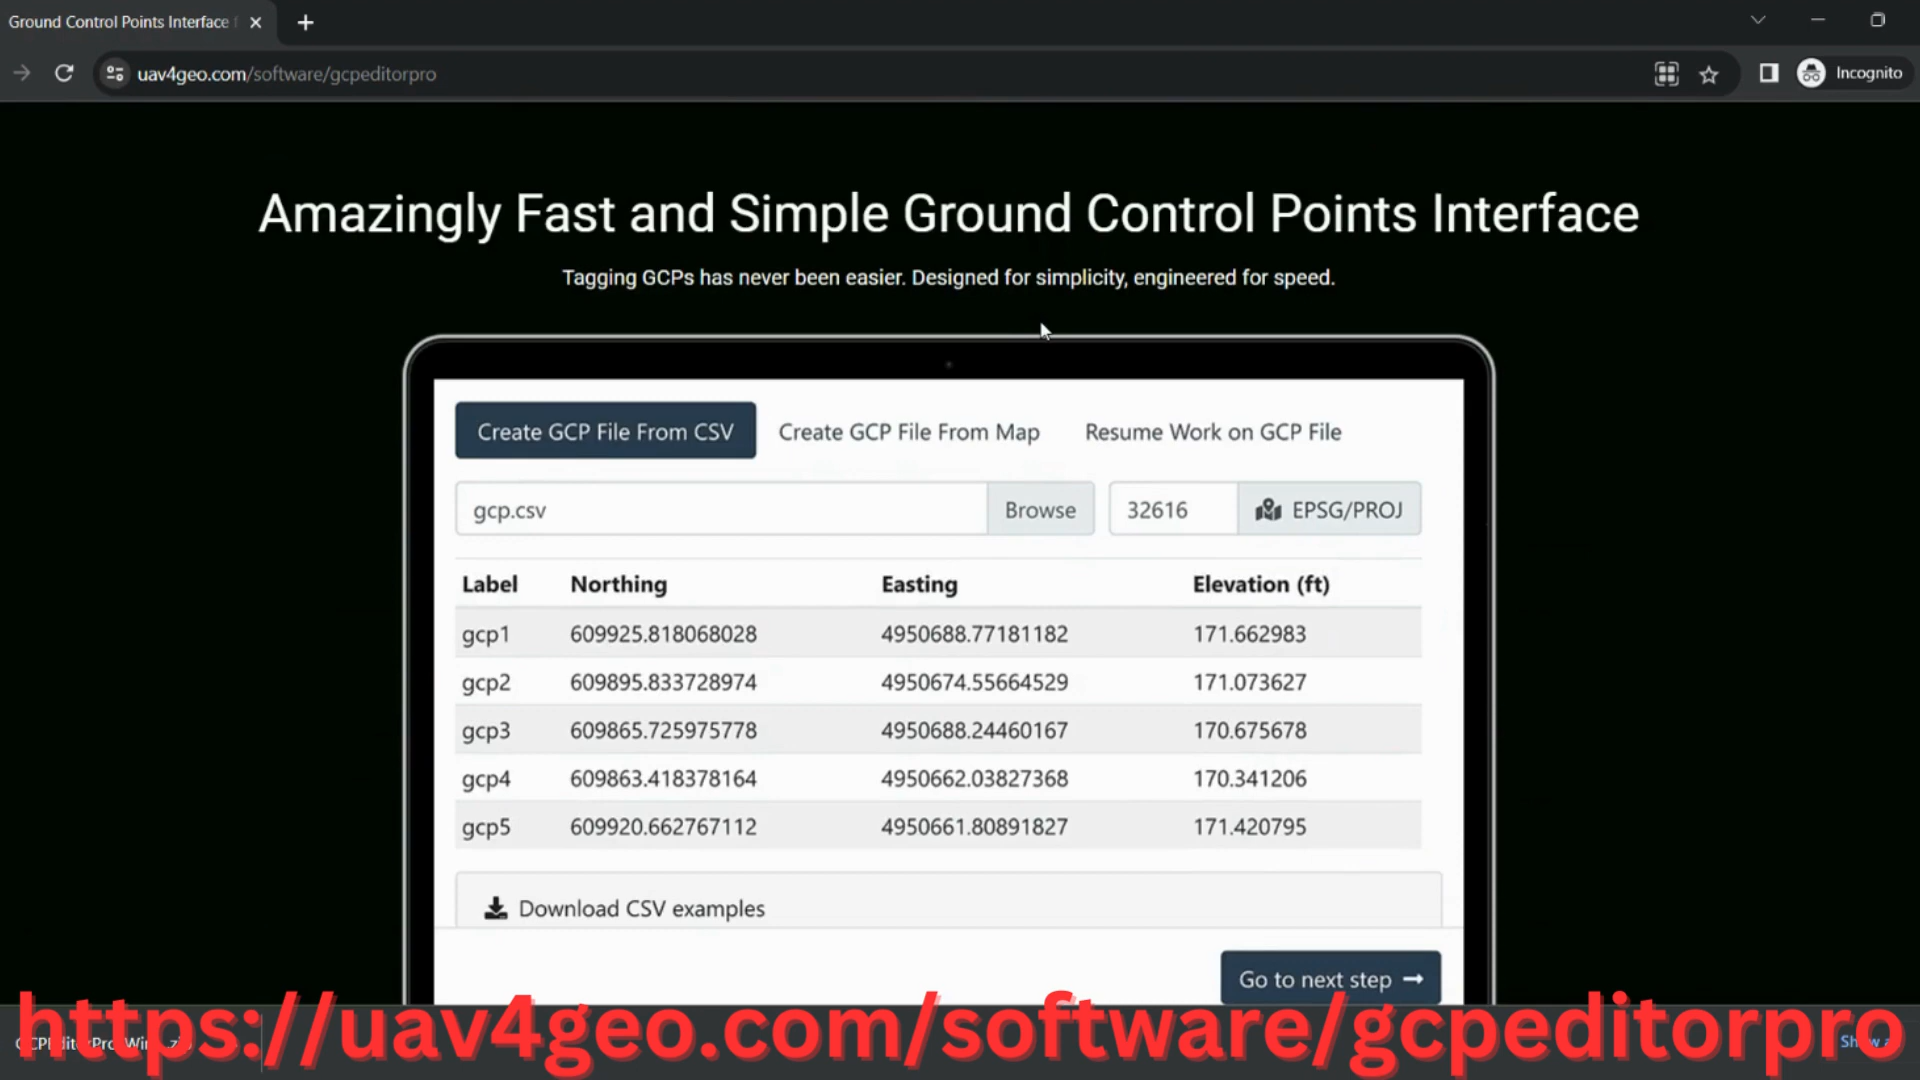 Ground Control Points Interface f
uav4geo.com/software/gcpeditorpro
Incognito
Amazingly Fast and Simple Ground Control Points Interface
Tagging GCPs has never been easier. Designed for simplicity, engineered for speed.
Create GCP File From CSV Create GCP File From Map Resume Work on GCP File
gcp.csv Browse 32616 EPSG/PROJ
Label Northing Easting Elevation (ft)
gcp1 609925.818068028 4950688.77181182 171.662983
gcp2 609895.833728974 4950674.55664529 171.073627
gcp3 609865.725975778 4950688.24460167 170.675678
gcp4 609863.418378164 4950662.03827368 170.341206
gcp5 609920.662767112 4950661.80891827 171.420795
Download CSV examples
Go to next step
https://uav4geo.com/software/gcpeditorpro